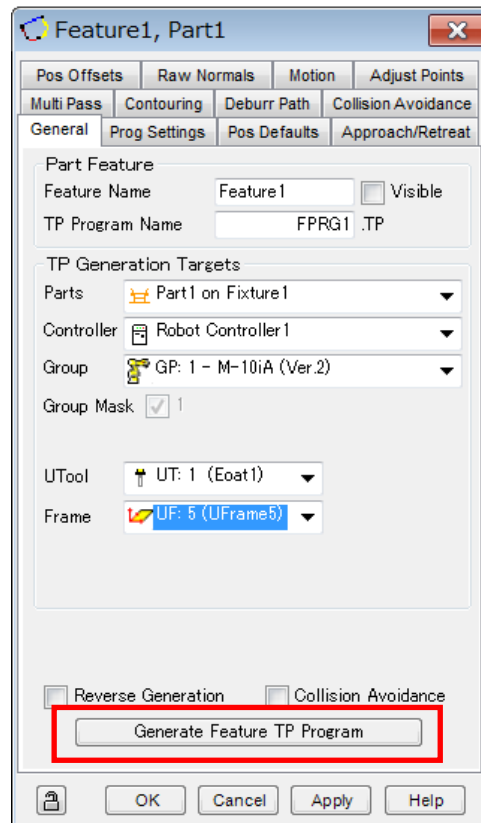 Feature1, Part1
Pos Offsets Raw Normals Motion Adjust Points
Multi Pass Contouring Deburr Path Collision Avoidance
General Prog Settings Pos Defaults Approach/Retreat
Part Feature
Feature Name Feature1 Visible
TP Program Name FPRG1 .TP
TP Generation Targets
Parts Part1 on Fixture1
Controller Robot Controller1
Group GP: 1 - M-10iA (Ver.2)
Group Mask 1
UTool UT: 1 (Eoat1)
Frame UF: 5 (UFrame5)
Reverse Generation Collision Avoidance
Generate Feature TP Program
OK Cancel Apply Help